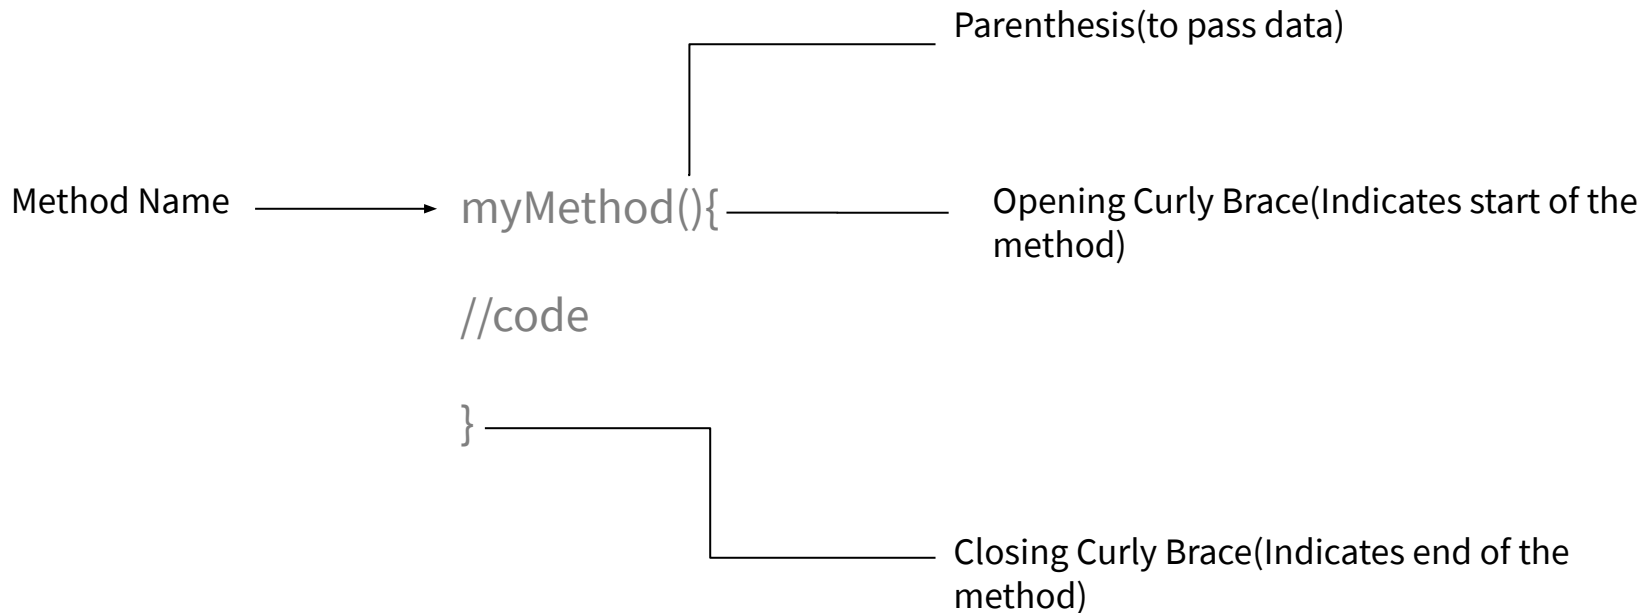 Parenthesis(to pass data)
Method Name
myMethod(){
Opening Curly Brace(Indicates start of the
method)
//code
}
Closing Curly Brace(Indicates end of the
method)